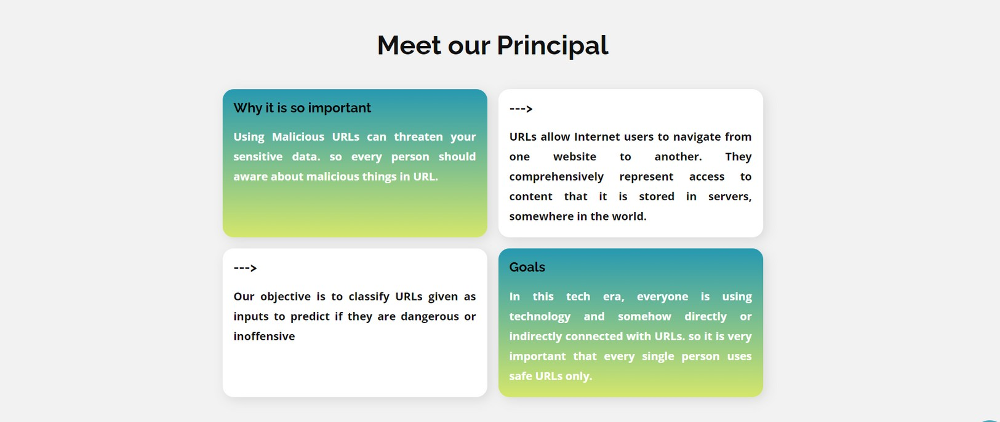 Meet our Principal
Why it is so important
Using Malicious URLs can threaten your
sensitive data. so every person should
aware about malicious things in URL.
--->
URLs allow Internet users to navigate from
one website to another. They
comprehensively represent access to
content that it is stored in servers,
somewhere in the world.
--->
Our objective is to classify URLs given as
inputs to predict if they are dangerous or
inoffensive
Goals
In this tech era, everyone is using
technology and somehow directly or
indirectly connected with URLs. so it is very
important that every single person uses
safe URLs only.